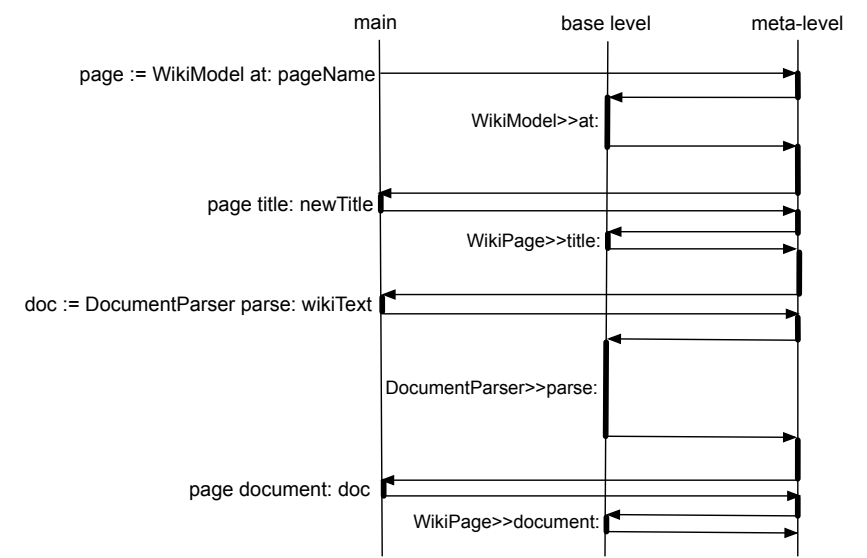 main base level meta-level
page := WikiModel at: pageName
WikiModel>>at:
page title: newTitle
WikiPage>>title:
doc := DocumentParser parse: wikiText
DocumentParser>>parse:
page document: doc
WikiPage>>document: